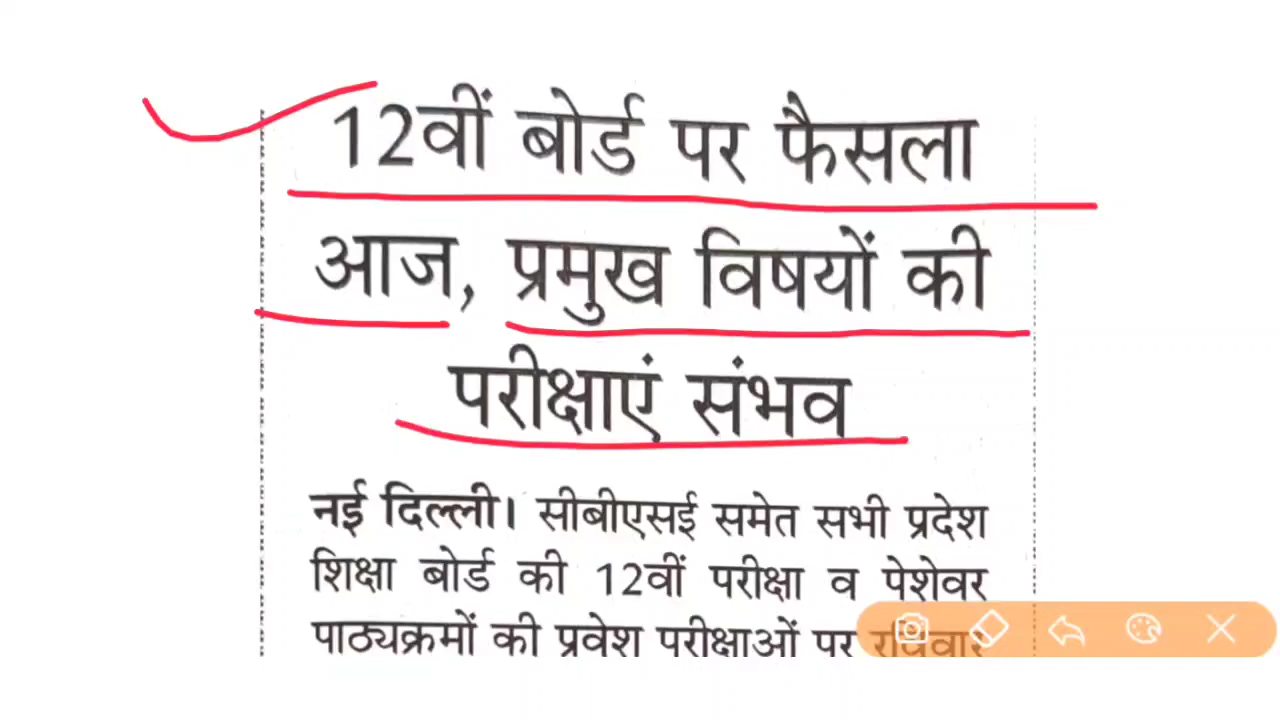 12वीं बोर्ड पर फैसला
आज, प्रमुख विषयों की
परीक्षाएं संभव
नई दिल्ली। सीबीएसई समेत सभी प्रदेश
शिक्षा बोर्ड की 12वीं परीक्षा व पेशेवर
पाठ्यक्रमों की प्रवेश परीक्षाओं पर रविवार